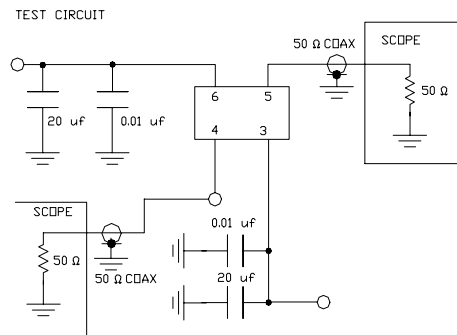 TEST CIRCUIT
50 Ω COAX
SCOPE
50 Ω
6 5
20 uf
0.01 uf
4 3
SCOPE
0.01 uf
50 Ω
50 Ω COAX
20 uf